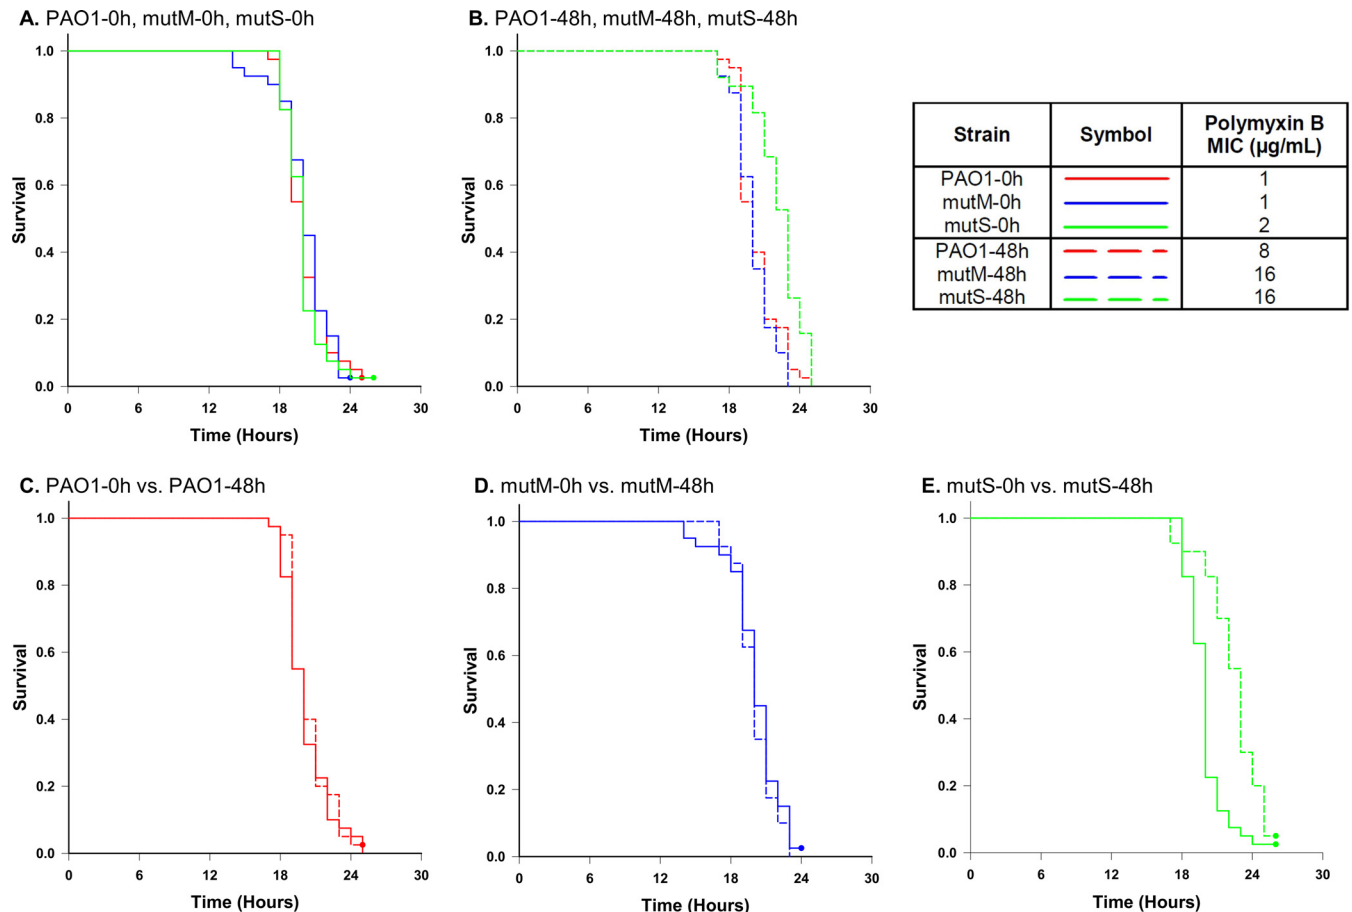 A. PAO1-0h, mutM-0h, mutS-0h
1.0
0.8
0.6
0.4
0.2
0.0
Survival
0 6 12 18 24 30
Time (Hours)
B. PAO1-48h, mutM-48h, mutS-48h
1.0
0.8
0.6
0.4
0.2
0.0
Survival
0 6 12 18 24 30
Time (Hours)
Strain Symbol Polymyxin B
MIC (µg/mL)
PAO1-0h 1
mutM-0h 1
mutS-0h 2
PAO1-48h 8
mutM-48h 16
mutS-48h 16
C. PAO1-0h vs. PAO1-48h
1.0
0.8
0.6
0.4
0.2
0.0
Survival
0 6 12 18 24 30
Time (Hours)
D. mutM-0h vs. mutM-48h
1.0
0.8
0.6
0.4
0.2
0.0
Survival
0 6 12 18 24 30
Time (Hours)
E. mutS-0h vs. mutS-48h
1.0
0.8
0.6
0.4
0.2
0.0
Survival
0 6 12 18 24 30
Time (Hours)